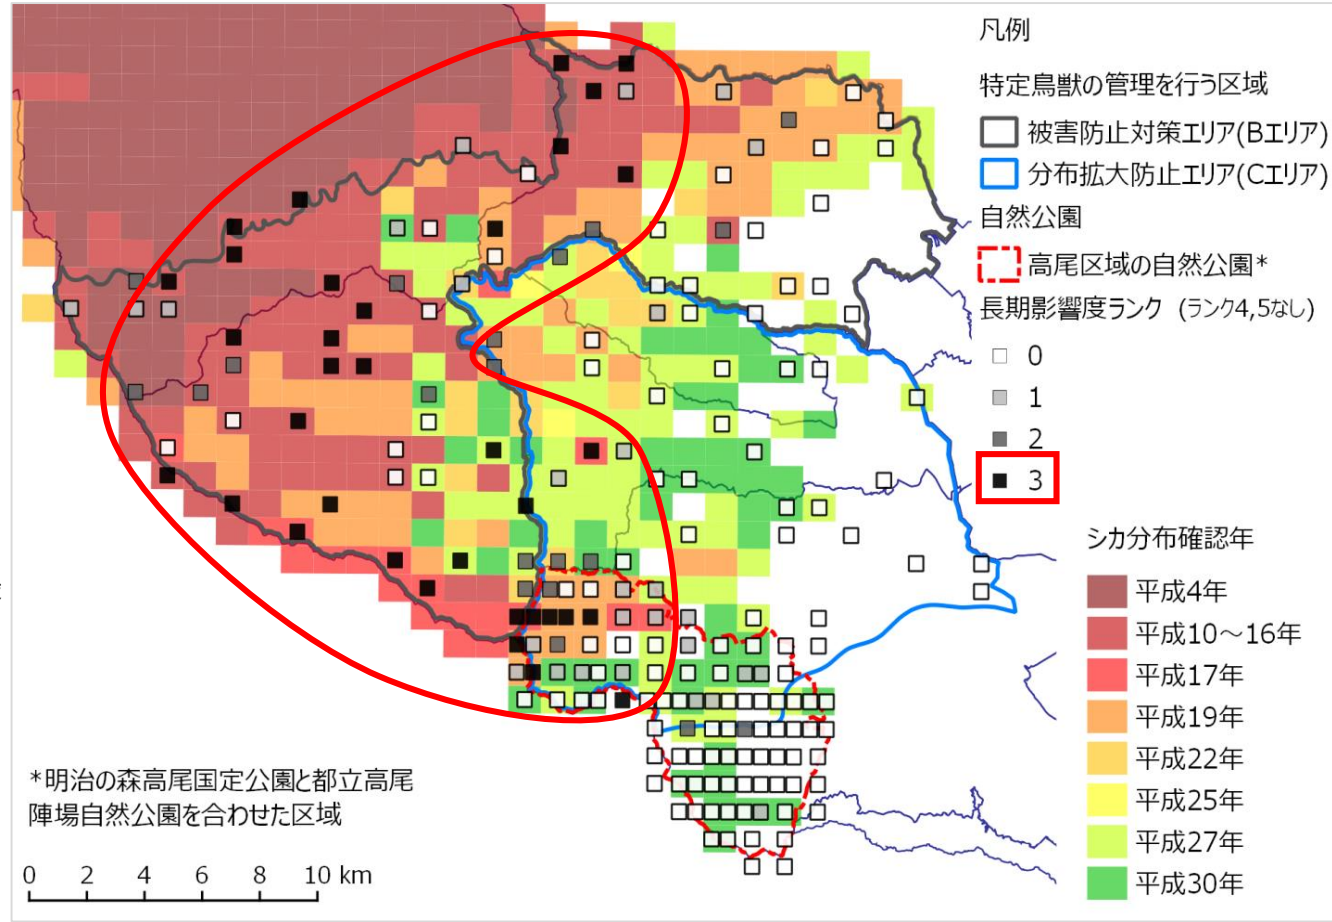 凡例
特定鳥獣の管理を行う区域
被害防止対策エリア(Bエリア)
分布拡大防止エリア(Cエリア)
自然公園
高尾区域の自然公園*
長期影響度ランク (ランク4,5なし)
0
1
2
3
シカ分布確認年
平成4年
平成10～16年
平成17年
平成19年
平成22年
平成25年
平成27年
平成30年
*明治の森高尾国定公園と都立高尾
陣場自然公園を合わせた区域
0 2 4 6 8 10 km